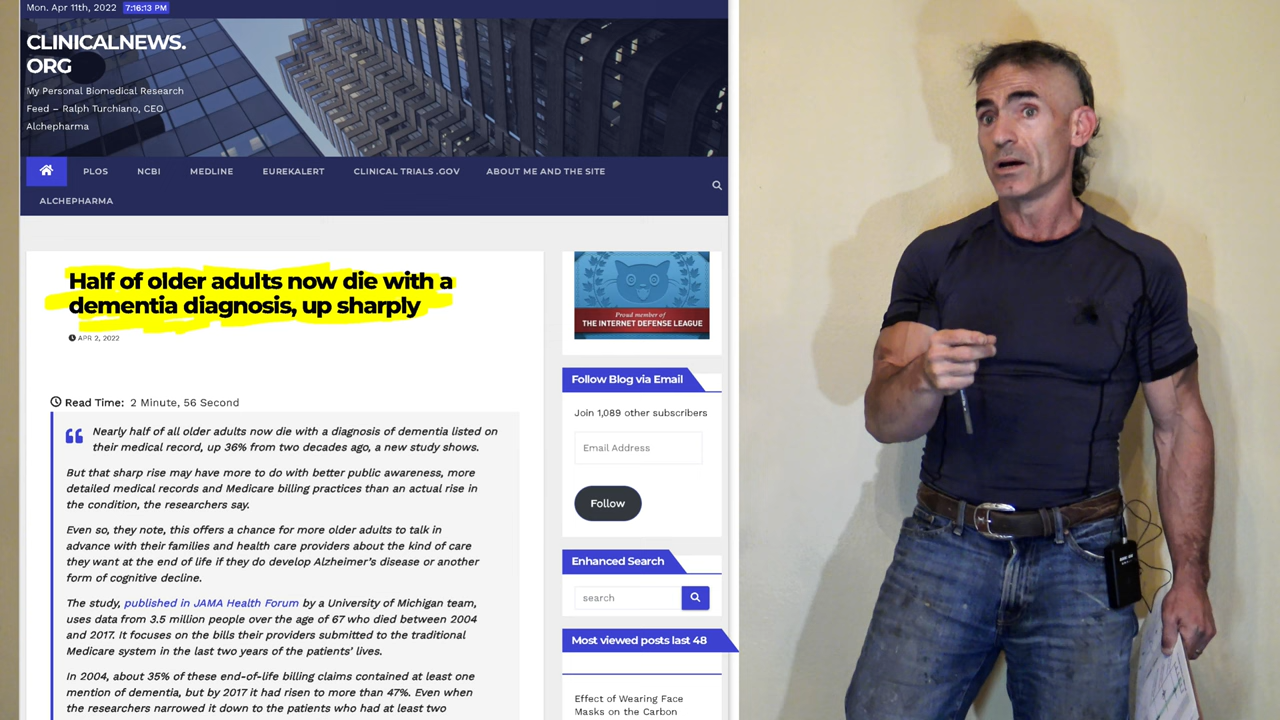 Mon. Apr 11th, 2022 7:16:13 PM
CLINICALNEWS.
ORG
My Personal Biomedical Research
Feed – Ralph Turchiano, CEO
Alchepharma
PLOS NCBI MEDLINE EUREKALERT CLINICAL TRIALS .GOV ABOUT ME AND THE SITE
ALCHEPHARMA
Half of older adults now die with a
dementia diagnosis, up sharply
APR 2, 2022
Read Time: 2 Minute, 56 Second
Nearly half of all older adults now die with a diagnosis of dementia listed on
their medical record, up 36% from two decades ago, a new study shows.
But that sharp rise may have more to do with better public awareness, more
detailed medical records and Medicare billing practices than an actual rise in
the condition, the researchers say.
Even so, they note, this offers a chance for more older adults to talk in
advance with their families and health care providers about the kind of care
they want at the end of life if they do develop Alzheimer's disease or another
form of cognitive decline.
The study, published in JAMA Health Forum by a University of Michigan team,
uses data from 3.5 million people over the age of 67 who died between 2004
and 2017. It focuses on the bills their providers submitted to the traditional
Medicare system in the last two years of the patients' lives.
In 2004, about 35% of these end-of-life billing claims contained at least one
mention of dementia, but by 2017 it had risen to more than 47%. Even when
the researchers narrowed it down to the patients who had at least two
Proud member of
THE INTERNET DEFENSE LEAGUE
Follow Blog via Email
Join 1,089 other subscribers
Email Address
Follow
Enhanced Search
search
Most viewed posts last 48
Effect of Wearing Face
Masks on the Carbon